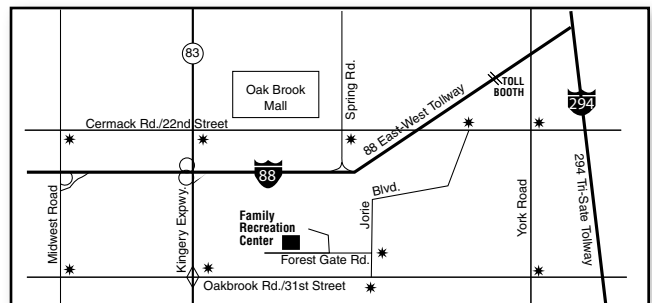 83
Oak Brook
Mall
Spring Rd.
88 East-West Tollway
TOLL
BOOTH
294
Cermack Rd./22nd Street
88
294 Tri-Sate Tollway
Midwest Road
Kingery Expwy.
Blvd.
Jorie
York Road
Family
Recreation
Center
Forest Gate Rd.
Oakbrook Rd./31st Street